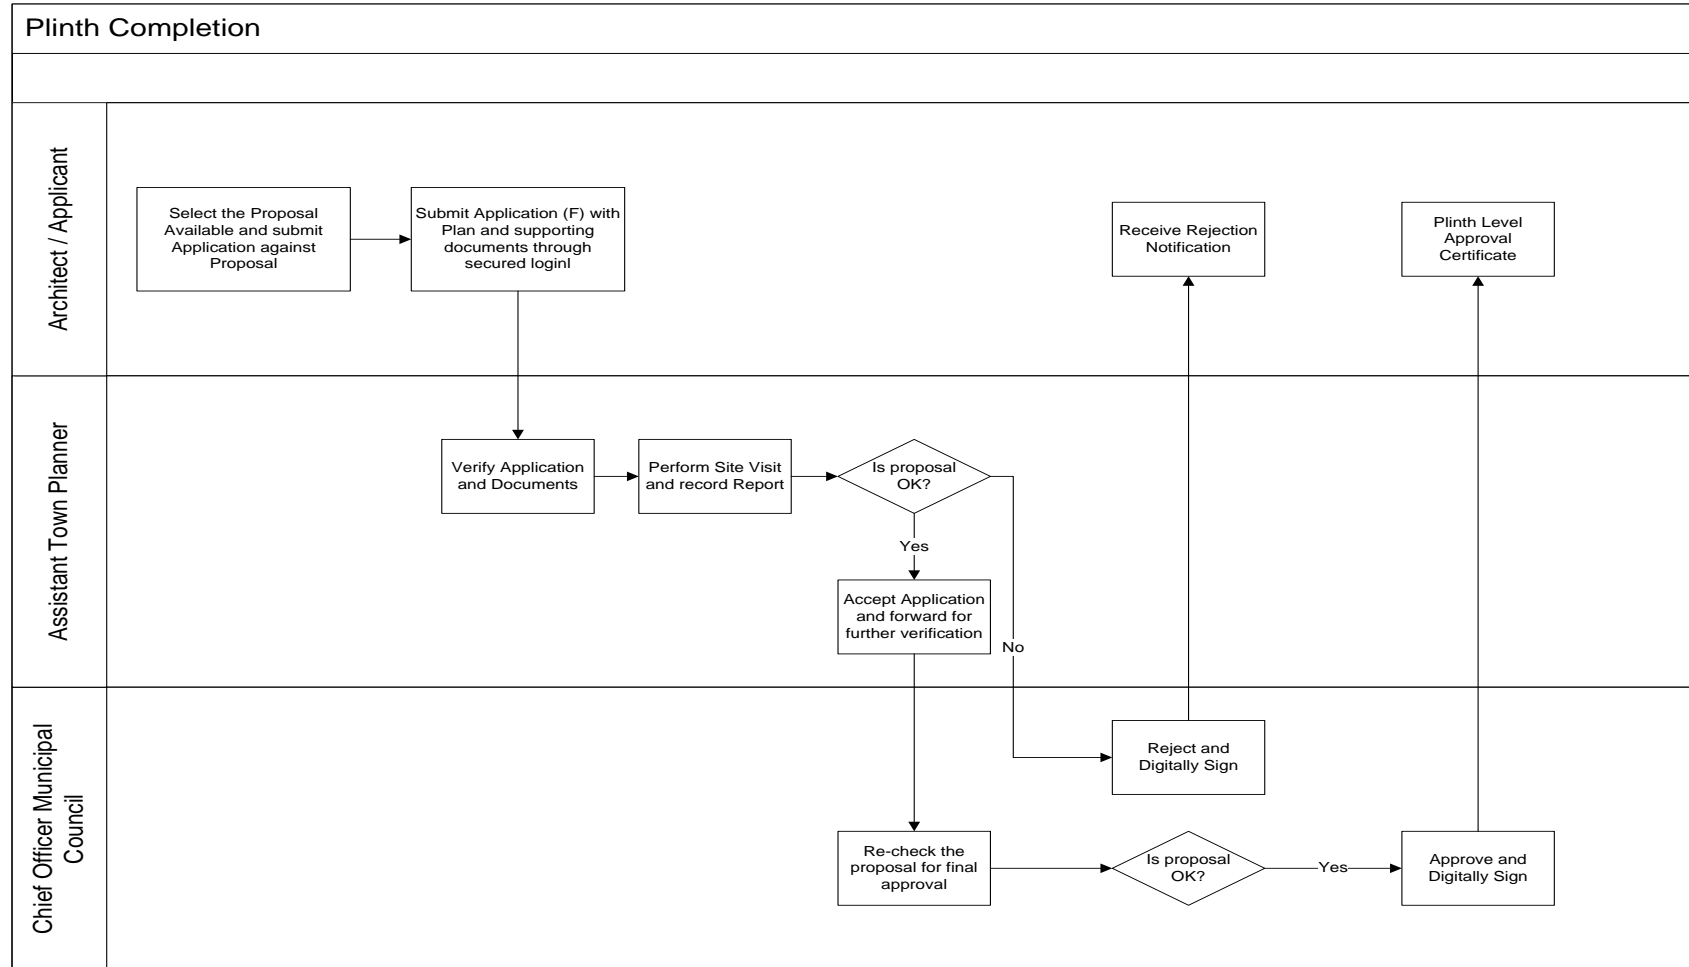 Plinth Completion
Architect / Applicant
Select the Proposal
Available and submit
Application against
Proposal
Submit Application (F) with
Plan and supporting
documents through
secured loginl
Receive Rejection
Notification
Plinth Level
Approval
Certificate
Assistant Town Planner
Verify Application
and Documents
Perform Site Visit
and record Report
Is proposal
OK?
Yes
Accept Application
and forward for
further verification
No
Chief Officer Municipal
Council
Reject and
Digitally Sign
Re-check the
proposal for final
approval
Is proposal
OK?
Yes
Approve and
Digitally Sign